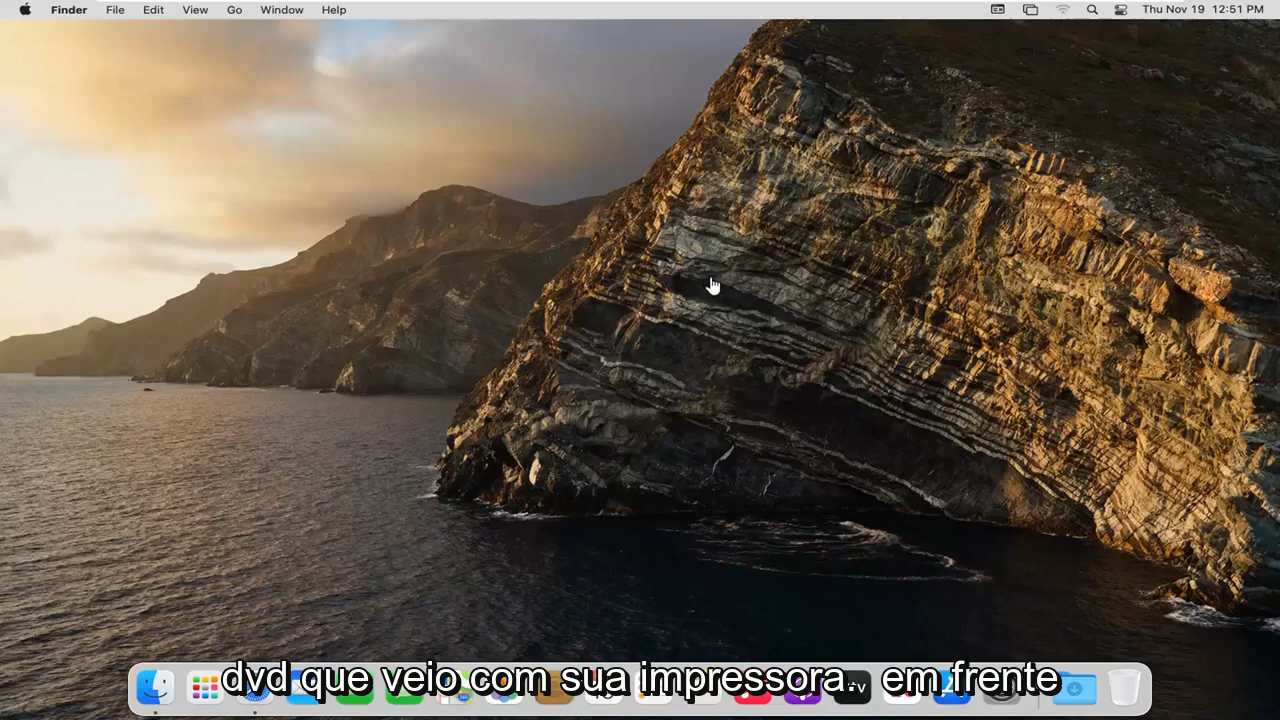 Finder File Edit View Go Window Help Thu Nov 19 12:51 PM
dvd que veio com sua impressora em frente